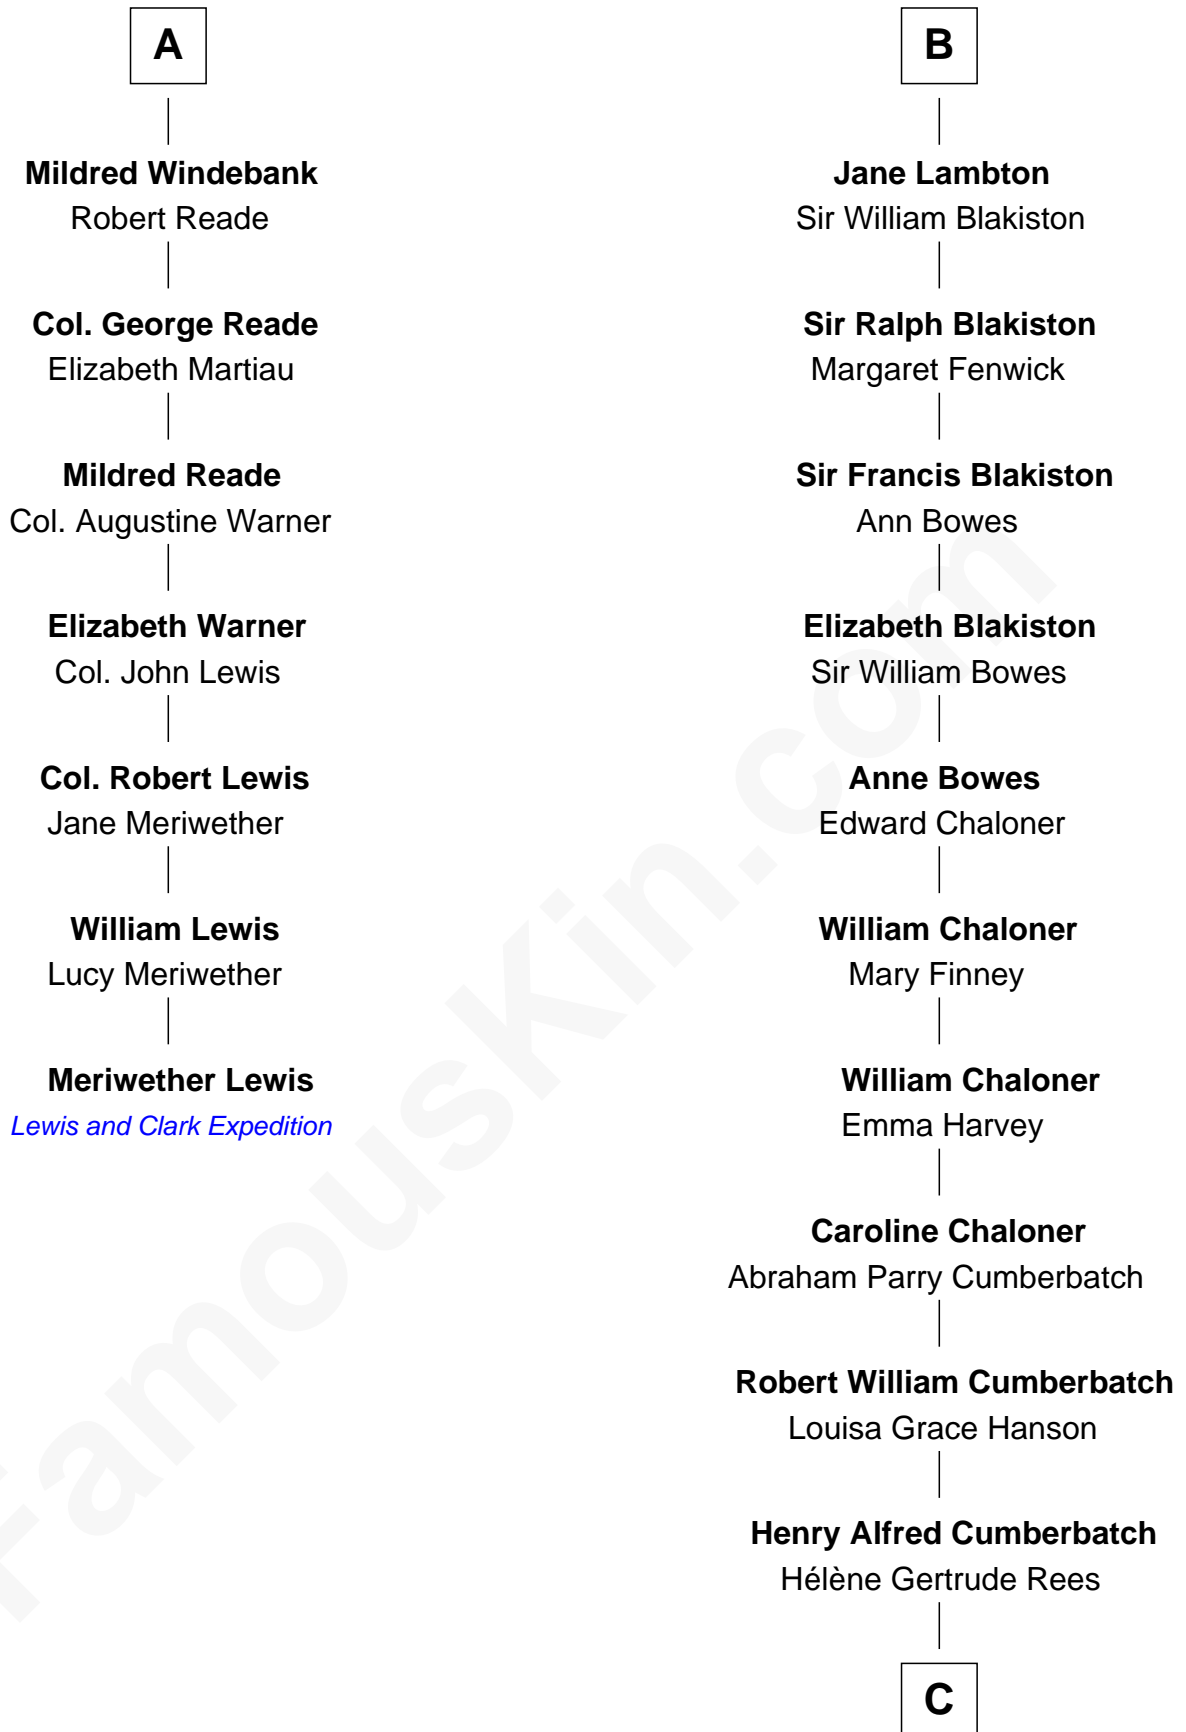 A
Mildred Windebank
Robert Reade
Col. George Reade
Elizabeth Martiau
Mildred Reade
Col. Augustine Warner
Elizabeth Warner
Col. John Lewis
Col. Robert Lewis
Jane Meriwether
William Lewis
Lucy Meriwether
Meriwether Lewis
Lewis and Clark Expedition
B
Jane Lambton
Sir William Blakiston
Sir Ralph Blakiston
Margaret Fenwick
Sir Francis Blakiston
Ann Bowes
Elizabeth Blakiston
Sir William Bowes
Anne Bowes
Edward Chaloner
William Chaloner
Mary Finney
William Chaloner
Emma Harvey
Caroline Chaloner
Abraham Parry Cumberbatch
Robert William Cumberbatch
Louisa Grace Hanson
Henry Alfred Cumberbatch
Hélène Gertrude Rees
C
FamousKin.com